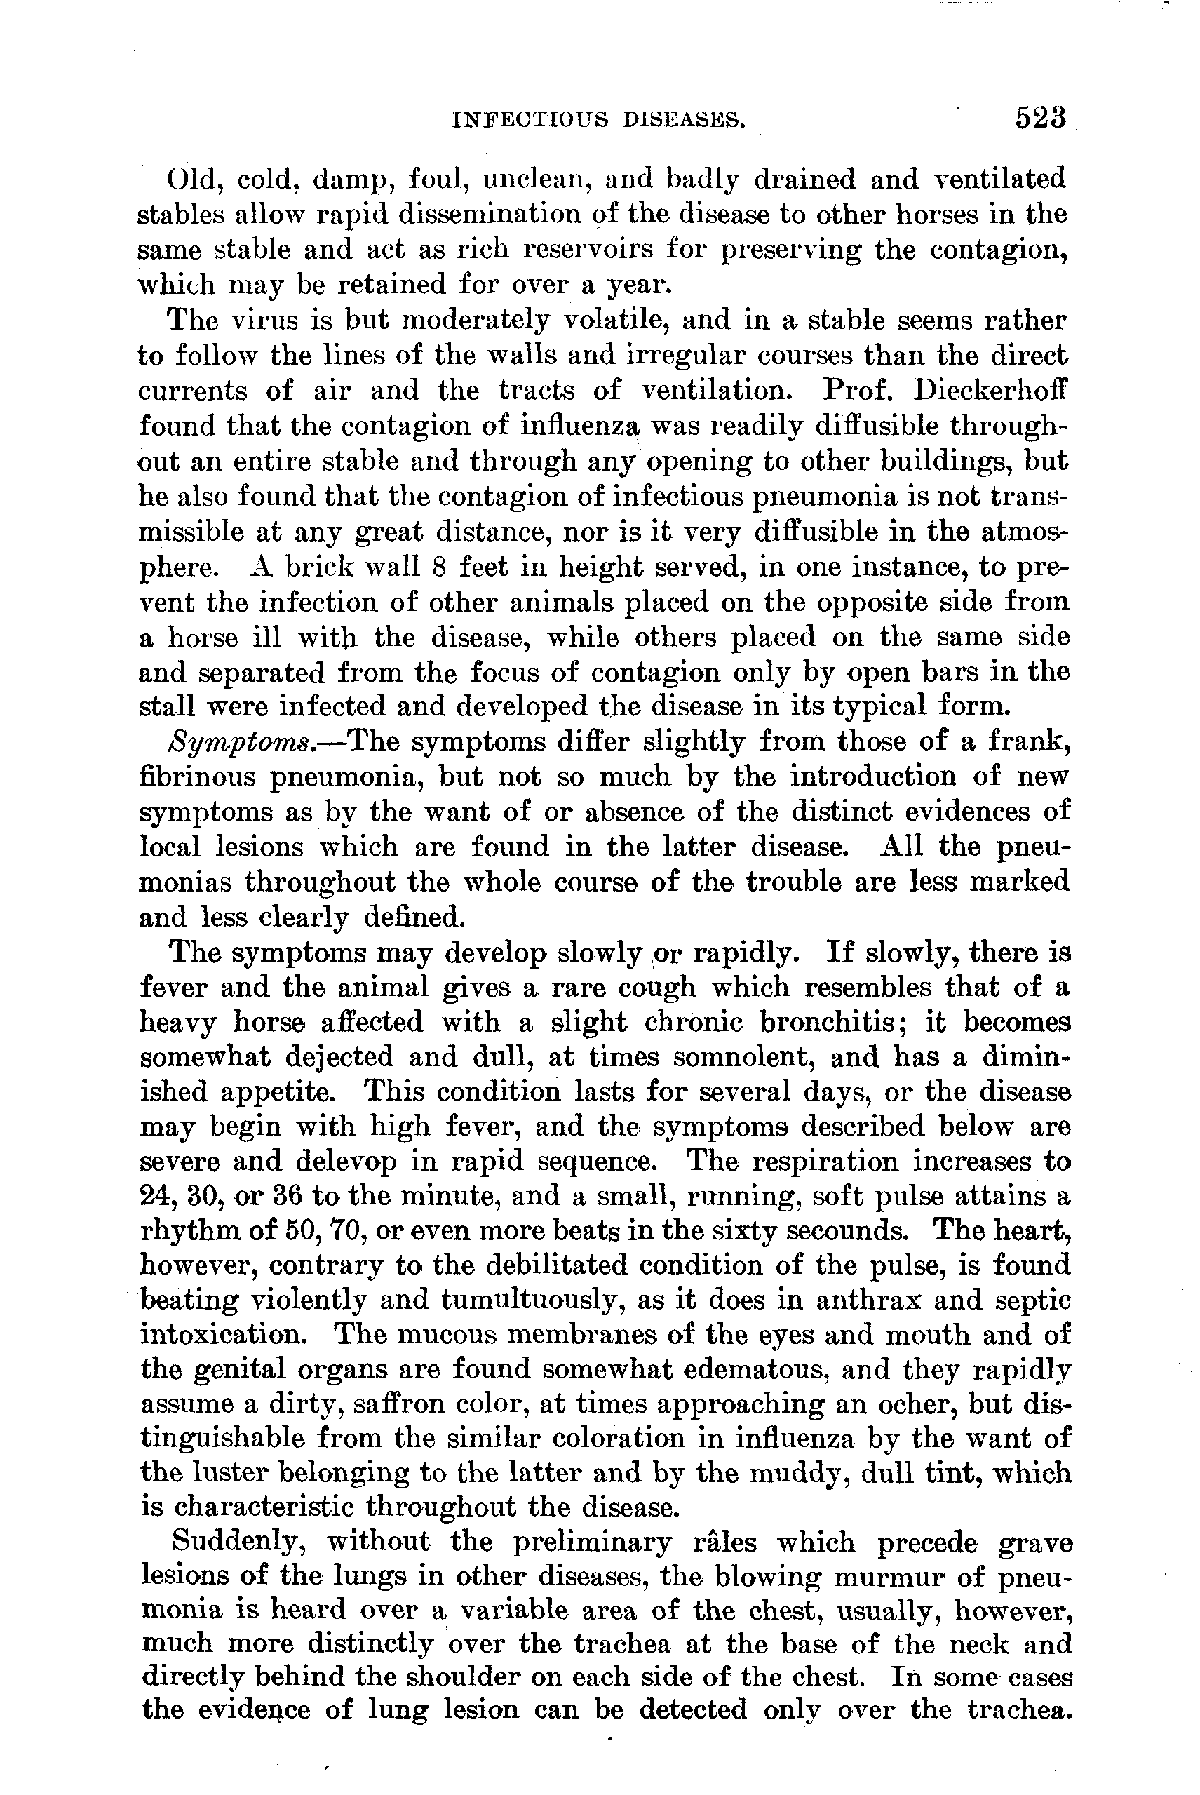 INFECTIOUS DISEASES. 523
Old, cold, damp, foul, unclean, and badly drained and ventilated
stables allow rapid dissemination of the disease to other horses in the
same stable and act as rich reservoirs for preserving the contagion,
which may be retained for over a year.
The virus is but moderately volatile, and in a stable seems rather
to follow the lines of the walls and irregular courses than the direct
currents of air and the tracts of ventilation. Prof. Dieckerhoff
found that the contagion of influenza was readily diffusible through-
out an entire stable and through any opening to other buildings, but
he also found that the contagion of infectious pneumonia is not trans-
missible at any great distance, nor is it very diffusible in the atmos-
phere. A brick wall 8 feet in height served, in one instance, to pre-
vent the infection of other animals placed on the opposite side from
a horse ill with the disease, while others placed on the same side
and separated from the focus of contagion only by open bars in the
stall were infected and developed the disease in its typical form.
Symptoms.—The symptoms differ slightly from those of a frank,
fibrinous pneumonia, but not so much by the introduction of new
symptoms as by the want of or absence of the distinct evidences of
local lesions which are found in the latter disease. All the pneu-
monias throughout the whole course of the trouble are less marked
and less clearly defined.
The symptoms may develop slowly or rapidly. If slowly, there is
fever and the animal gives a rare cough which resembles that of a
heavy horse affected with a slight chronic bronchitis; it becomes
somewhat dejected and dull, at times somnolent, and has a dimin-
ished appetite. This condition lasts for several days, or the disease
may begin with high fever, and the symptoms described below are
severe and delevop in rapid sequence. The respiration increases to
24, 30, or 36 to the minute, and a small, running, soft pulse attains a
rhythm of 50, 70, or even more beats in the sixty secounds. The heart,
however, contrary to the debilitated condition of the pulse, is found
beating violently and tumultuously, as it does in anthrax and septic
intoxication. The mucous membranes of the eyes and mouth and of
the genital organs are found somewhat edematous, and they rapidly
assume a dirty, saffron color, at times approaching an ocher, but dis-
tinguishable from the similar coloration in influenza by the want of
the luster belonging to the latter and by the muddy, dull tint, which
is characteristic throughout the disease.
Suddenly, without the preliminary râles which precede grave
lesions of the lungs in other diseases, the blowing murmur of pneu-
monia is heard over a variable area of the chest, usually, however,
much more distinctly over the trachea at the base of the neck and
directly behind the shoulder on each side of the chest. In some cases
the evidence of lung lesion can be detected only over the trachea.